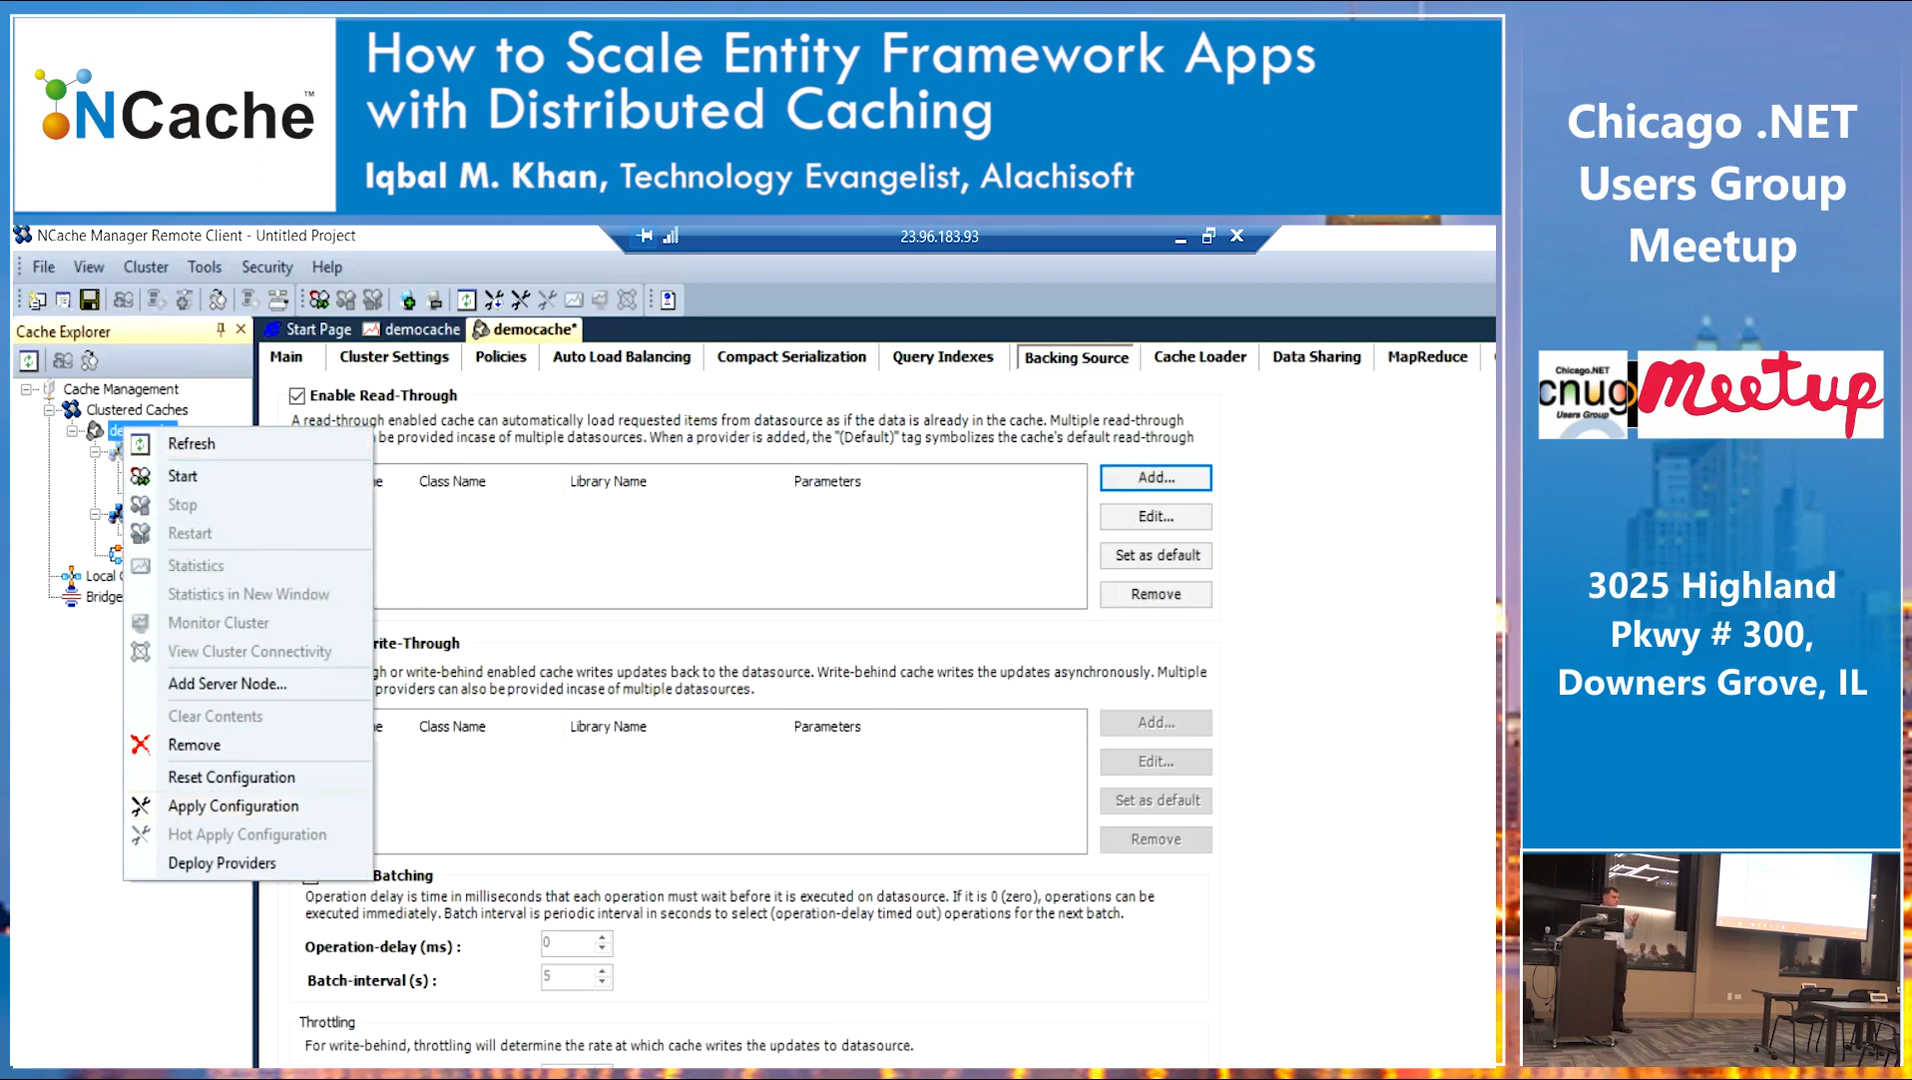 NCache™
How to Scale Entity Framework Apps
with Distributed Caching
Iqbal M. Khan, Technology Evangelist, Alachisoft
NCache Manager Remote Client - Untitled Project
23.96.183.93
File View Cluster Tools Security Help
Cache Explorer
Start Page democache democache*
Main Cluster Settings Policies Auto Load Balancing Compact Serialization Query Indexes Backing Source Cache Loader Data Sharing MapReduce
Cache Management
Clustered Caches
Local
Bridge
Refresh
Start
Stop
Restart
Statistics
Statistics in New Window
Monitor Cluster
View Cluster Connectivity
Add Server Node...
Clear Contents
Remove
Reset Configuration
Apply Configuration
Hot Apply Configuration
Deploy Providers
Enable Read-Through
A read-through enabled cache can automatically load requested items from datasource as if the data is already in the cache. Multiple read-through
be provided incase of multiple datasources. When a provider is added, the "(Default)" tag symbolizes the cache's default read-through
Class Name Library Name Parameters
Add...
Edit...
Set as default
Remove
rite-Through
or write-behind enabled cache writes updates back to the datasource. Write-behind cache writes the updates asynchronously. Multiple
providers can also be provided incase of multiple datasources.
Class Name Library Name Parameters
Add...
Edit...
Set as default
Remove
Batching
Operation delay is time in milliseconds that each operation must wait before it is executed on datasource. If it is 0 (zero), operations can be
executed immediately. Batch interval is periodic interval in seconds to select (operation-delay timed out) operations for the next batch.
Operation-delay (ms) : 0
Batch-interval (s) : 5
Throttling
For write-behind, throttling will determine the rate at which cache writes the updates to datasource.
Chicago .NET
Users Group
Meetup
Chicago.NET
cnug
Users Group
meetup
3025 Highland
Pkwy # 300,
Downers Grove, IL